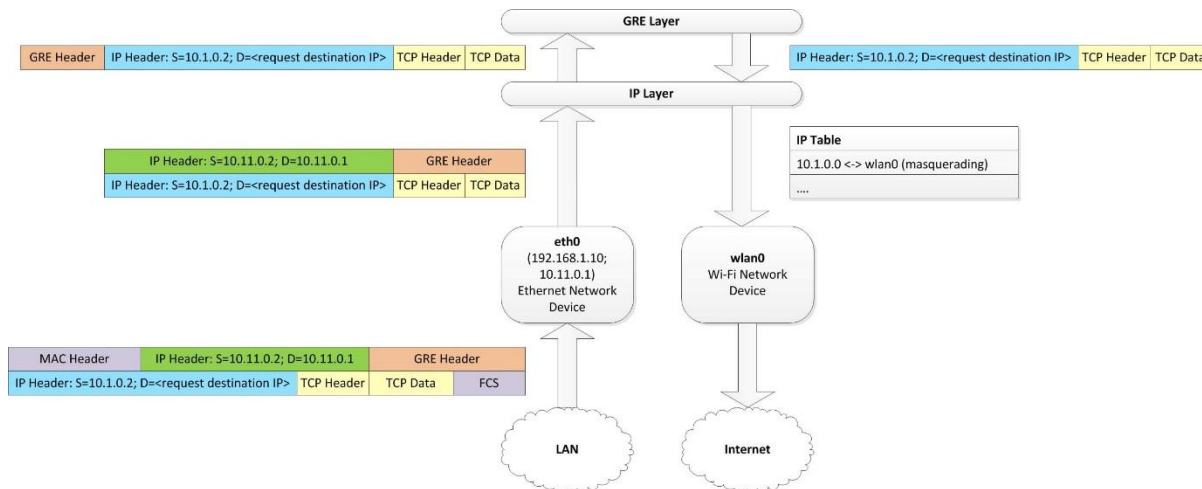 GRE Layer
GRE Header IP Header: S=10.1.0.2; D=<request destination IP> TCP Header TCP Data
IP Header: S=10.1.0.2; D=<request destination IP> TCP Header TCP Data
IP Layer
IP Table
10.1.0.0 <-> wlan0 (masquerading)
....
IP Header: S=10.11.0.2; D=10.11.0.1 GRE Header
IP Header: S=10.1.0.2; D=<request destination IP> TCP Header TCP Data
eth0
(192.168.1.10;
10.11.0.1)
Ethernet Network
Device
wlan0
Wi-Fi Network
Device
MAC Header IP Header: S=10.11.0.2; D=10.11.0.1 GRE Header
IP Header: S=10.1.0.2; D=<request destination IP> TCP Header TCP Data FCS
LAN
Internet